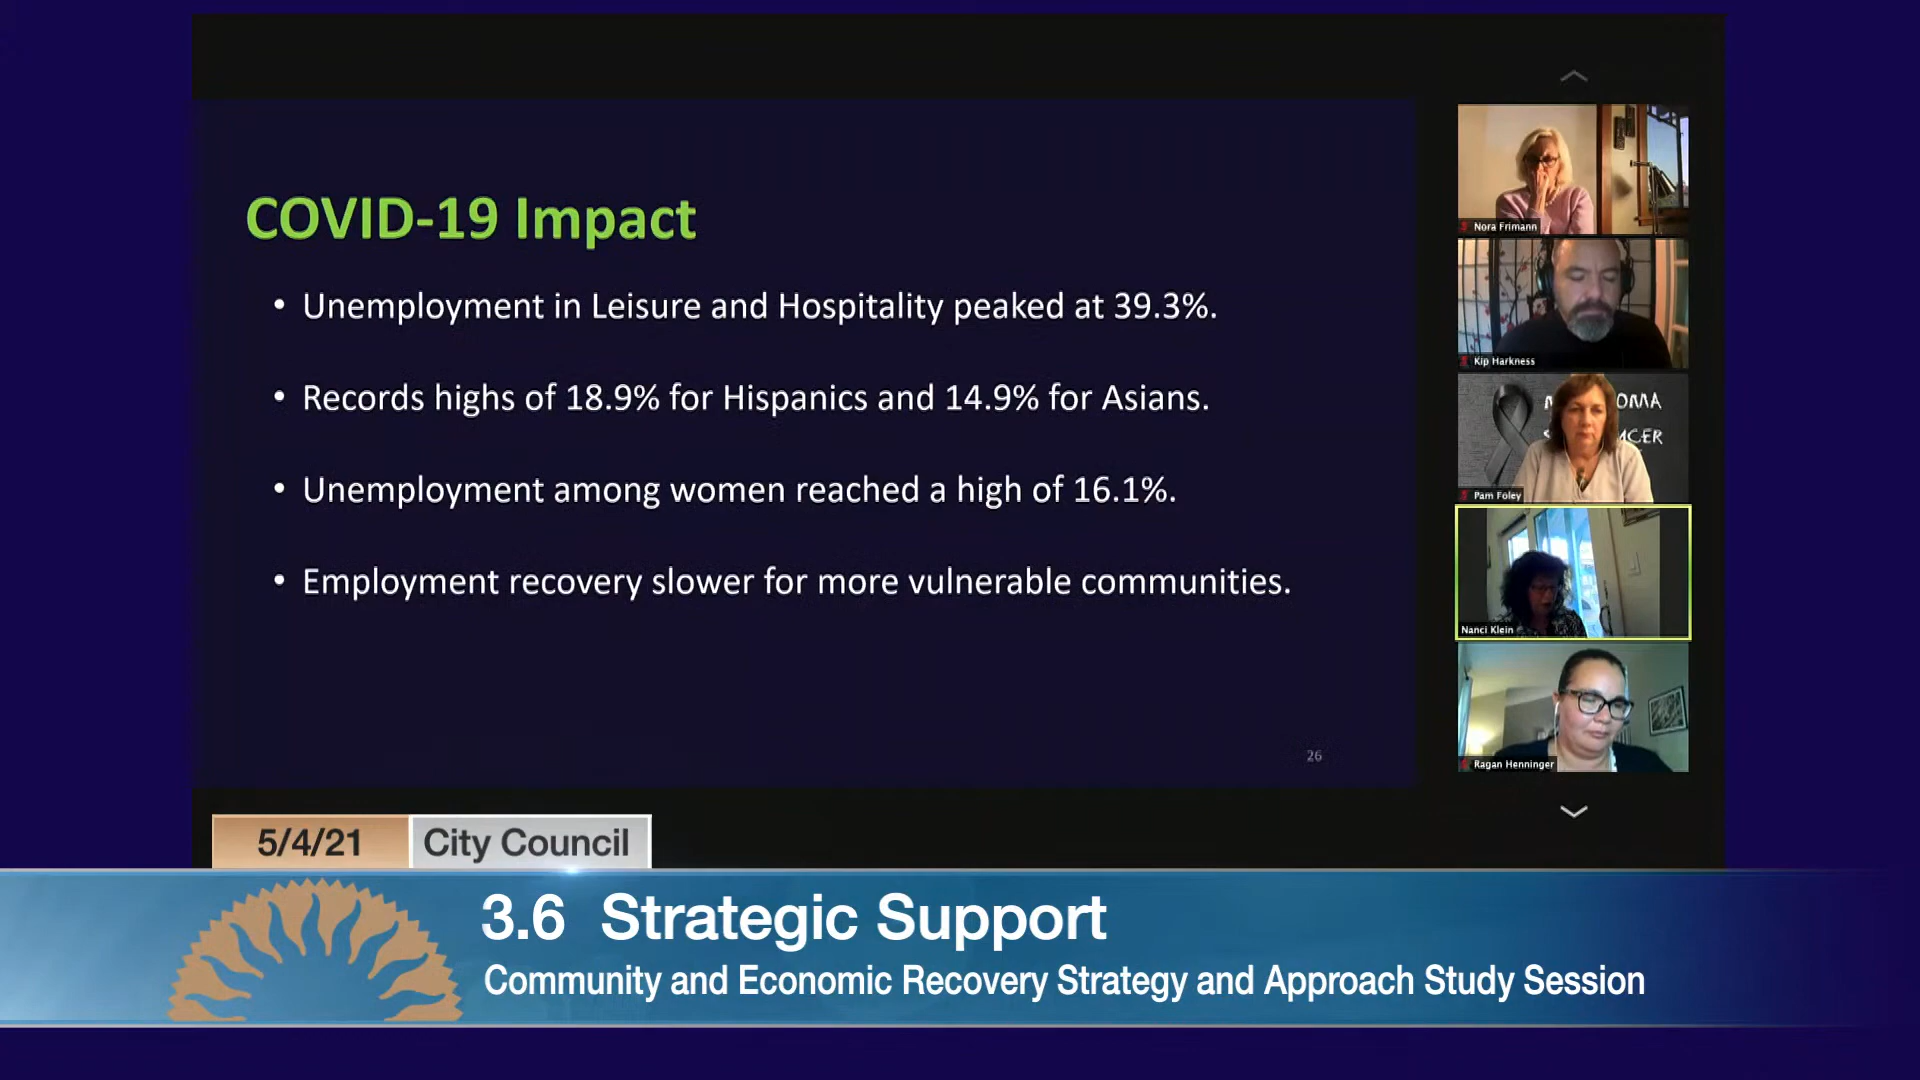 COVID-19 Impact
• Unemployment in Leisure and Hospitality peaked at 39.3%.
• Records highs of 18.9% for Hispanics and 14.9% for Asians.
• Unemployment among women reached a high of 16.1%.
• Employment recovery slower for more vulnerable communities.
26
Nora Frimann
Kip Harkness
OMA
CER
Pam Foley
Nanci Klein
Ragan Henninger
5/4/21
City Council
3.6 Strategic Support
Community and Economic Recovery Strategy and Approach Study Session